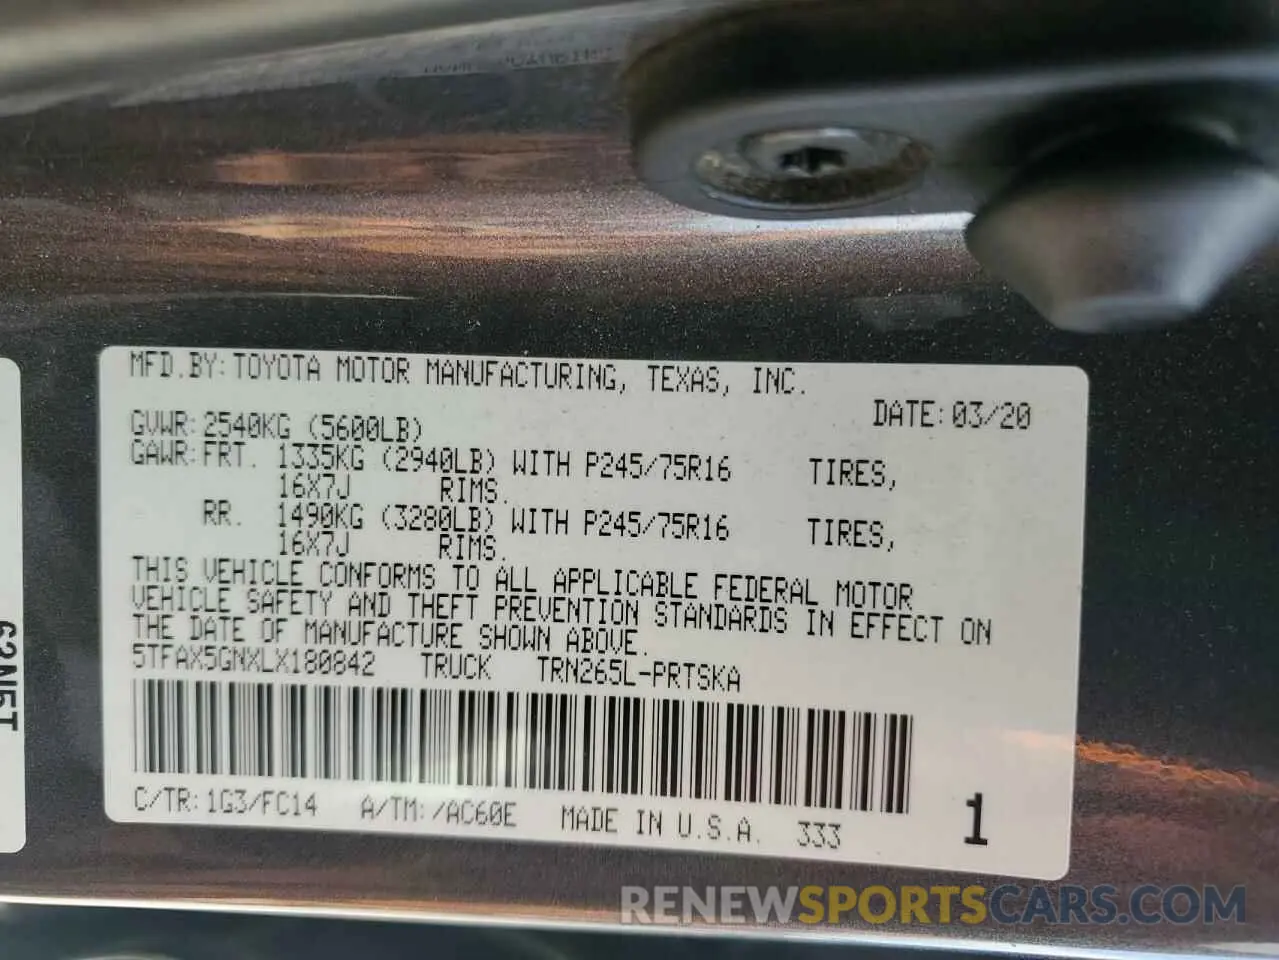 MFD.BY:TOYOTA MOTOR MANUFACTURING, TEXAS, INC.
DATE:03/20
GVWR:2540KG (5600LB)
GAWR:FRT. 1335KG (2940LB) WITH P245/75R16 TIRES,
16X7J RIMS.
RR. 1490KG (3280LB) WITH P245/75R16 TIRES,
16X7J RIMS.
THIS VEHICLE CONFORMS TO ALL APPLICABLE FEDERAL MOTOR
VEHICLE SAFETY AND THEFT PREVENTION STANDARDS IN EFFECT ON
THE DATE OF MANUFACTURE SHOWN ABOVE.
5TFAX5GNXLX180842 TRUCK TRN265L-PRTSKA
C/TR:1G3/FC14 A/TM:/AC60E MADE IN U.S.A. 333
1
RENEWSPORTSCARS.COM